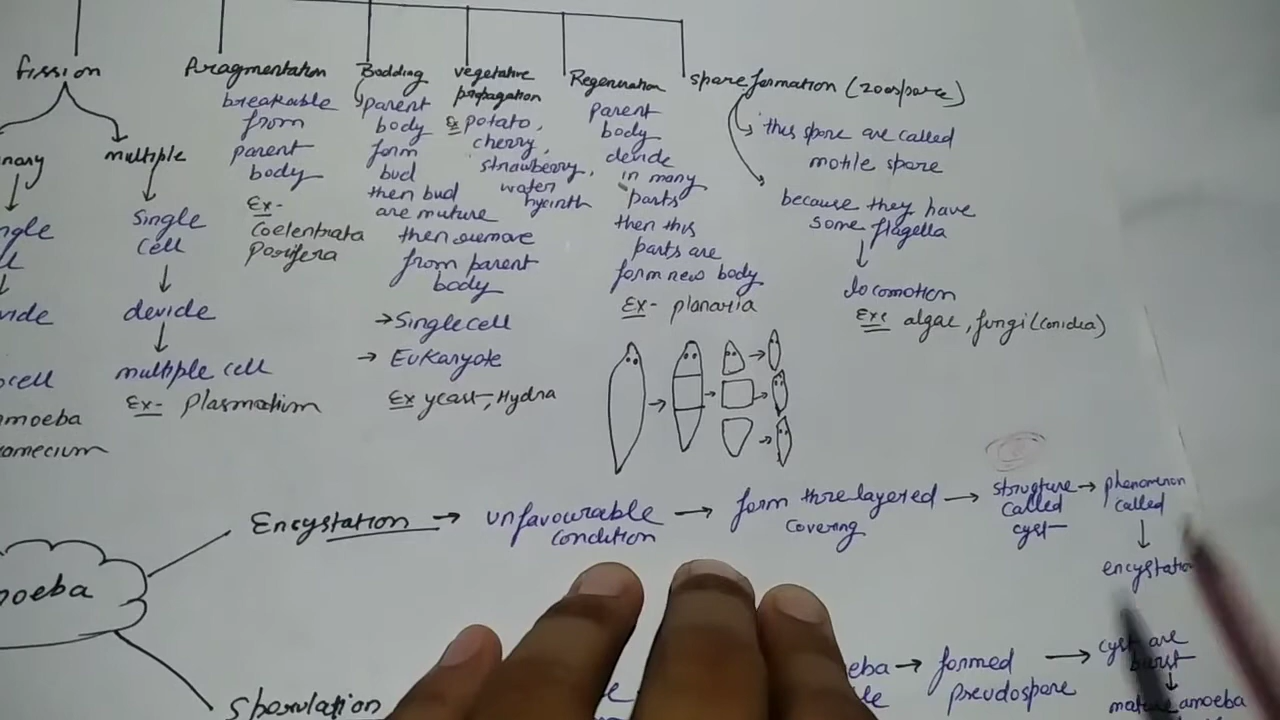 fission
multiple
single
cell
devide
multiple cell
Ex- Plasmodium
amoeba
Fragmentation
breakable
from
parent
body
Ex-
Coelentrata
Porifera
Budding
parent
body
form
bud
then bud
are muture
then remove
from parent
body
→ Single cell
→ Eukaryote
Ex yeast, Hydra
vegetative
propagation
Ex potato,
cherry,
strawberry,
water
hycinth
Regeneration
parent
body
devide
in many
parts
then this
parts are
form new body
Ex- planaria
spore formation (zoospore)
this spore are called
motile spore
because they have
some flagella
locomotion
Exe algae, fungi (conidea)
Encystation → unfavourable
condition → form three layered
covering → structure
called
cyst → phenomenon
called
encystation
Sporulation
formed
pseudospore → cyst are
burst
mature amoeba